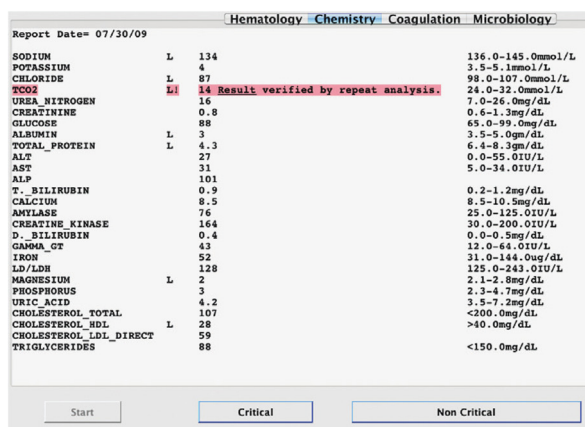 Hematology Chemistry Coagulation Microbiology
Report Date= 07/30/09
SODIUM L 134 136.0-145.0mmol/L
POTASSIUM 4 3.5-5.1mmol/L
CHLORIDE L 87 98.0-107.0mmol/L
TCO2 L! 14 Result verified by repeat analysis. 24.0-32.0mmol/L
UREA_NITROGEN 16 7.0-26.0mg/dL
CREATININE 0.8 0.6-1.3mg/dL
GLUCOSE 88 65.0-99.0mg/dL
ALBUMIN L 3 3.5-5.0gm/dL
TOTAL_PROTEIN L 4.3 6.4-8.3gm/dL
ALT 27 0.0-55.0IU/L
AST 31 5.0-34.0IU/L
ALP 101
T._BILIRUBIN 0.9 0.2-1.2mg/dL
CALCIUM 8.5 8.5-10.5mg/dL
AMYLASE 76 25.0-125.0IU/L
CREATINE_KINASE 164 30.0-200.0IU/L
D._BILIRUBIN 0.4 0.0-0.5mg/dL
GAMMA_GT 43 12.0-64.0IU/L
IRON 52 31.0-144.0ug/dL
LD/LDH 128 125.0-243.0IU/L
MAGNESIUM L 2 2.1-2.8mg/dL
PHOSPHORUS 3 2.3-4.7mg/dL
URIC_ACID 4.2 3.5-7.2mg/dL
CHOLESTEROL_TOTAL 107 <200.0mg/dL
CHOLESTEROL_HDL L 28 >40.0mg/dL
CHOLESTEROL_LDL_DIRECT 59
TRIGLYCERIDES 88 <150.0mg/dL
Start Critical Non Critical